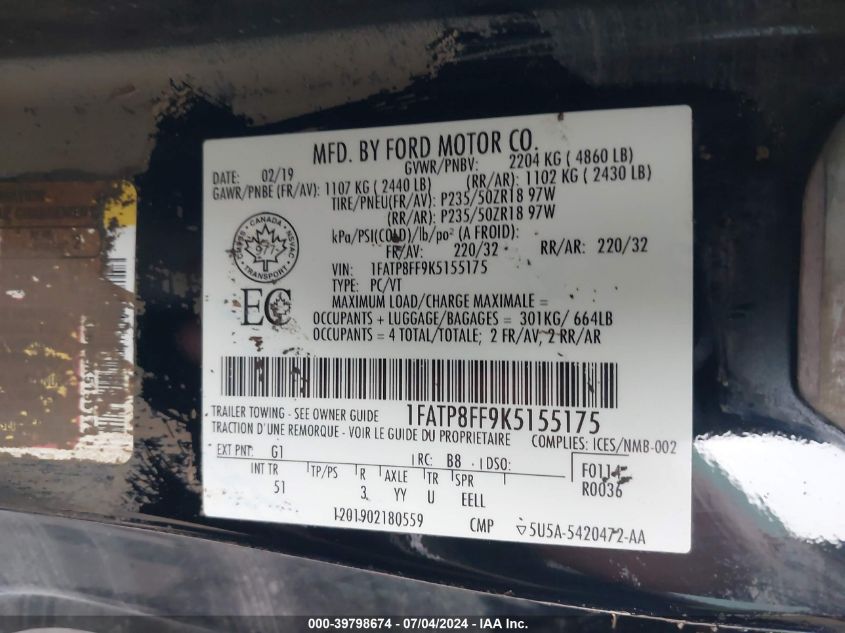 MFD. BY FORD MOTOR CO.
DATE: 02/19 GVWR/PNBV: 2204 KG ( 4860 LB)
GAWR/PNBE (FR/AV): 1107 KG ( 2440 LB) (RR/AR): 1102 KG ( 2430 LB)
TIRE/PNEU(FR/AV): P235/50ZR18 97W
(RR/AR): P235/50ZR18 97W
kPa/PSI(COLD)/lb/po² (A FROID):
FR/AV: 220/32 RR/AR: 220/32
CANADA
577
TRANSPORT
VIN: 1FATP8FF9K5155175
TYPE: PC/VT
EC
MAXIMUM LOAD/CHARGE MAXIMALE =
OCCUPANTS + LUGGAGE/BAGAGES = 301KG/ 664LB
OCCUPANTS = 4 TOTAL/TOTALE; 2 FR/AV, 2 RR/AR
TRAILER TOWING - SEE OWNER GUIDE 1FATP8FF9K5155175
TRACTION D'UNE REMORQUE - VOIR LE GUIDE DU PROPRIETAIRE COMPLIES: ICES/NMB-002
EXT PNT: G1 RC: B8 DSO:
INT TR TP/PS R AXLE TR SPR
51 3 YY U EELL
R0036
1201902180559 CMP 5U5A-5420472-AA
000-39798674 / 07/04/2024 - IAA Inc.